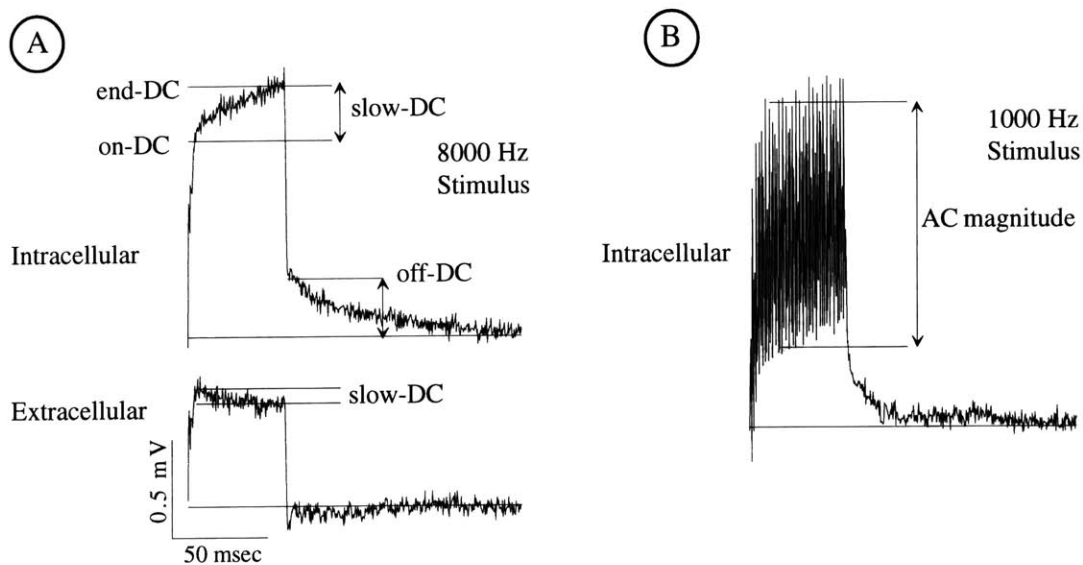 A
end-DC
on-DC
slow-DC
8000 Hz
Stimulus
Intracellular
off-DC
Extracellular
slow-DC
0.5 mV
50 msec
B
1000 Hz
Stimulus
Intracellular
AC magnitude